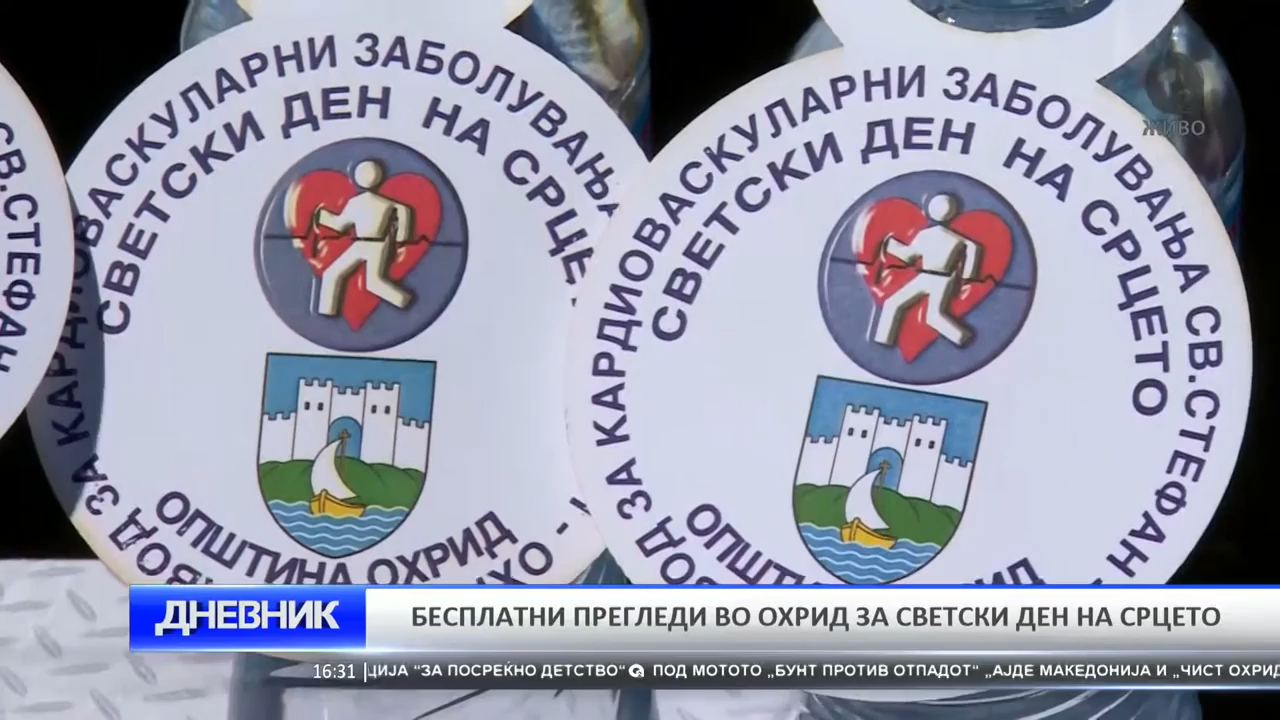 СВ.СТЕФАН
КАРДИОВАСКУЛАРНИ ЗАБОЛУВАЊА
СВЕТСКИ ДЕН НА
ОПШТИНА ОХРИД
ЗАВОД ЗА КАРДИОВАСКУЛАРНИ ЗАБОЛУВАЊА СВ.СТЕФАН -
СВЕТСКИ ДЕН НА СРЦЕТО
ЖИВО
ДНЕВНИК
БЕСПЛАТНИ ПРЕГЛЕДИ ВО ОХРИД ЗА СВЕТСКИ ДЕН НА СРЦЕТО
16:31 ЦИЈА "ЗА ПОСРЕЌНО ДЕТСТВО“ ПОД МОТОТО „БУНТ ПРОТИВ ОТПАДОТ“ „АЈДЕ МАКЕДОНИЈА И „ЧИСТ ОХРИД